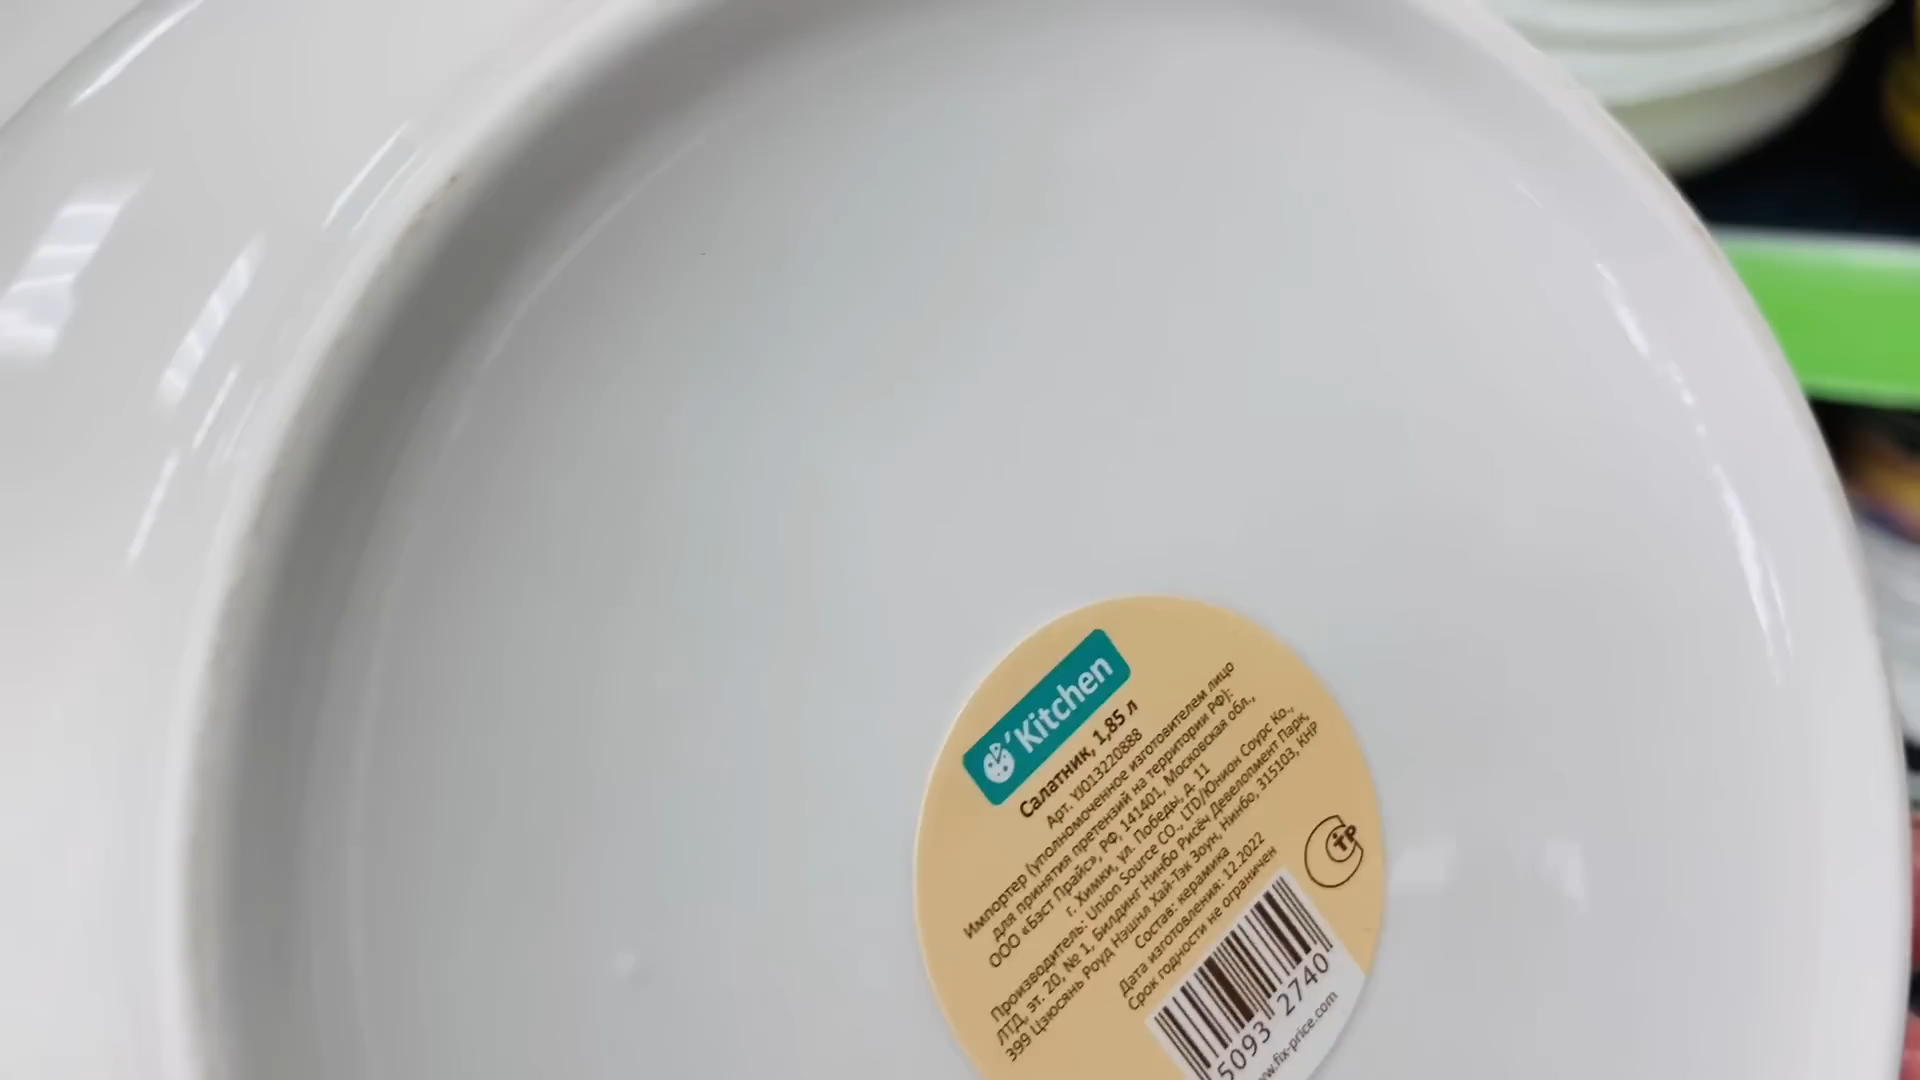 Kitchen
Салатник, 1,85 л
Арт. YJ013220888
Импортер (уполномоченное изготовителем лицо
для принятия претензий на территории РФ):
ООО «Бэст Прайс», РФ, 141401, Московская обл.,
г. Химки, ул. Победы, д. 11
Производитель: Union Source CO., LTD/Юнион Соурс Ко.,
ЛТД, эт. 20, № 1, Билдинг Нинбо Рисёч Девелопмент Парк,
399 Цзюсянь Роуд Нэшнл Хай-Тэк Зоун, Нинбо, 315103, КНР
Состав: керамика
Дата изготовления: 12.2022
Срок годности не ограничен
СТР
5093 2740
www.fix-price.com